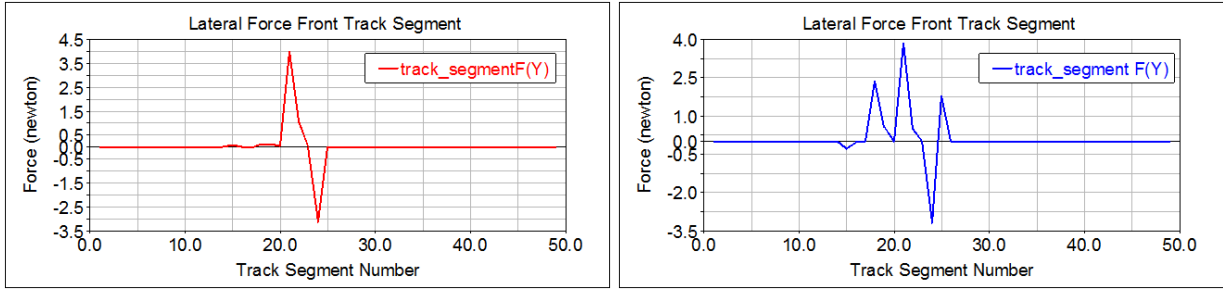 Lateral Force Front Track Segment
4.5
3.5
2.5
1.5
0.5
0.0
-0.5
-1.5
-2.5
-3.5
Force (newton)
track_segmentF(Y)
0.0 10.0 20.0 30.0 40.0 50.0
Track Segment Number
Lateral Force Front Track Segment
4.0
2.5
1.0
0.0
-0.5
-2.0
-3.5
Force (newton)
track_segment F(Y)
0.0 10.0 20.0 30.0 40.0 50.0
Track Segment Number